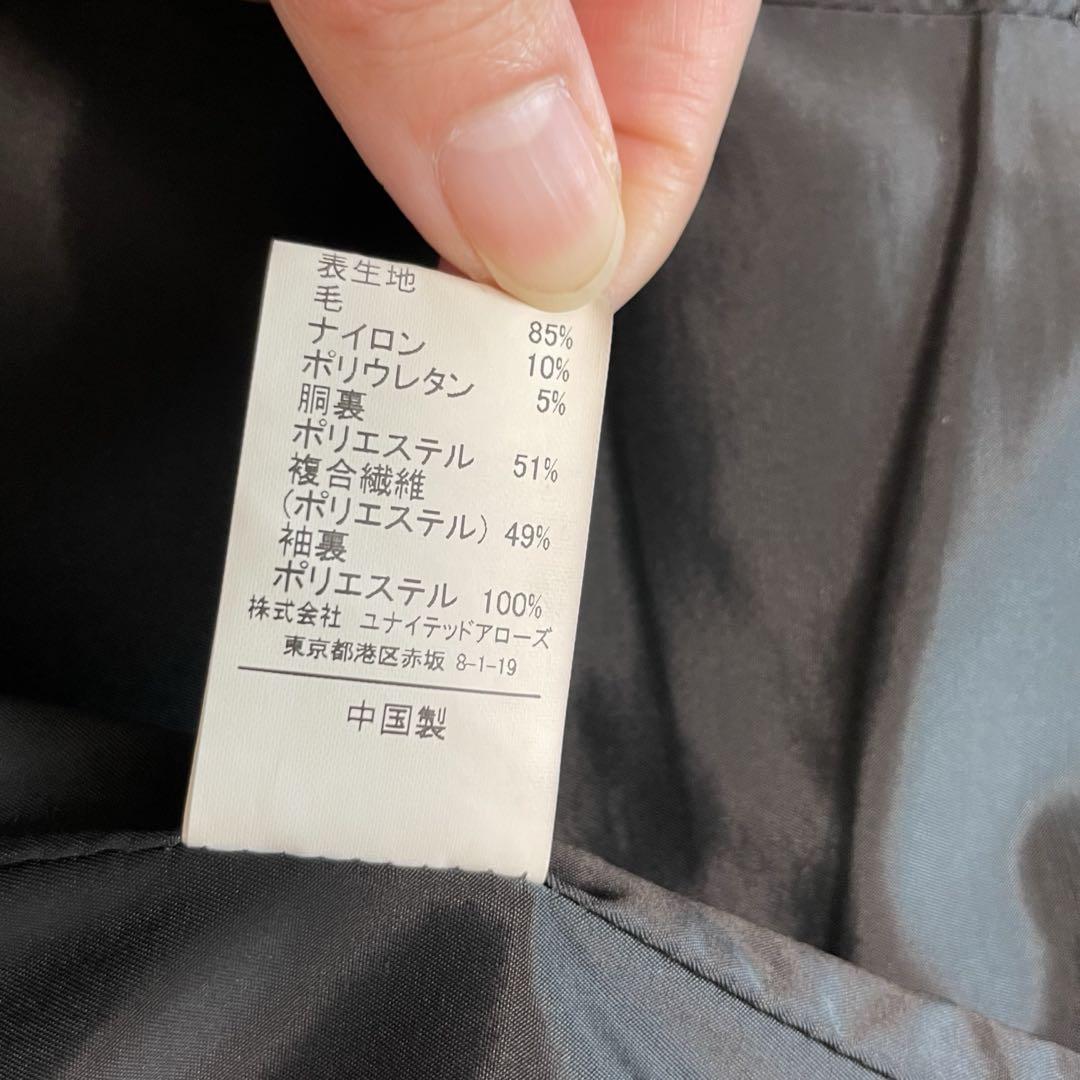 表生地
毛 85%
ナイロン 10%
ポリウレタン 5%
胴裏
ポリエステル 51%
複合繊維
(ポリエステル) 49%
袖裏
ポリエステル 100%
株式会社 ユナイテッドアローズ
東京都港区赤坂 8-1-19
中国製